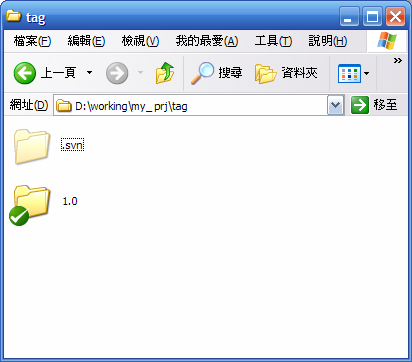 tag
檔案(F) 編輯(E) 檢視(V) 我的最愛(A) 工具(T) 說明(H)
上一頁 搜尋 資料夾 »
網址(D) D:\working\my_prj\tag 移至
.svn
1.0